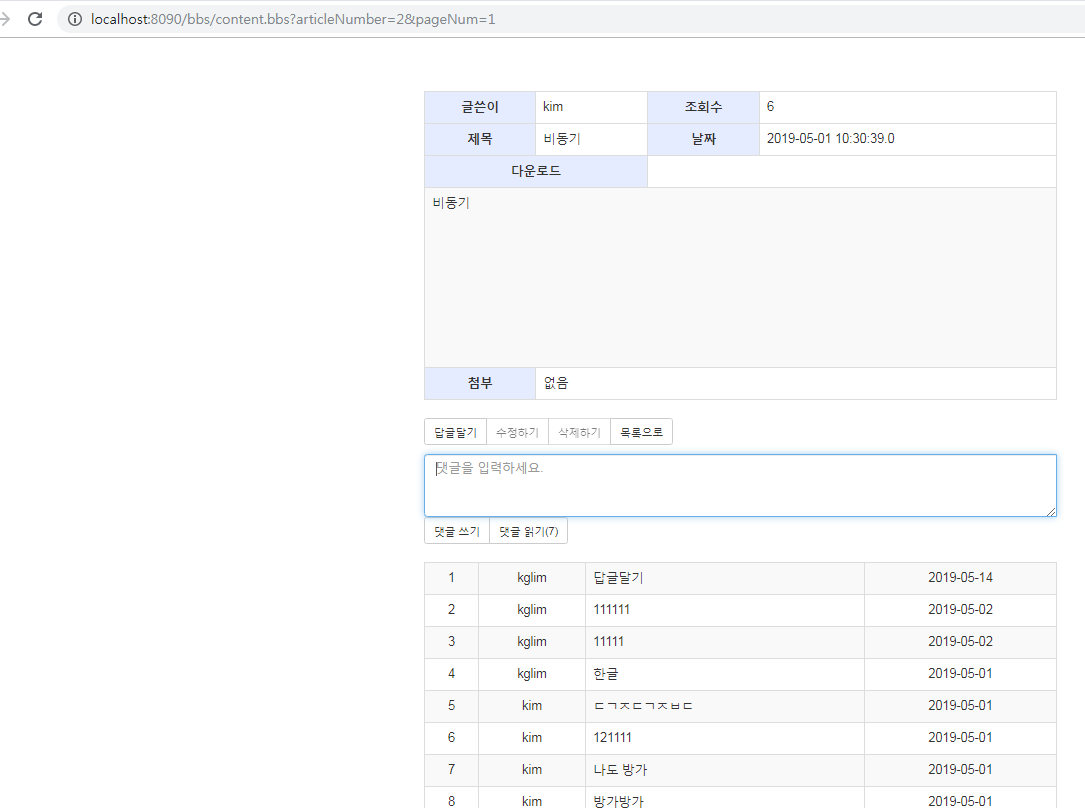 localhost:8090/bbs/content.bbs?articleNumber=2&pageNum=1
글쓴이 kim 조회수 6
제목 비동기 날짜 2019-05-01 10:30:39.0
다운로드
비동기
첨부 없음
답글달기 수정하기 삭제하기 목록으로
댓글을 입력하세요.
댓글 쓰기 댓글 읽기(7)
1 kglim 답글달기 2019-05-14
2 kglim 111111 2019-05-02
3 kglim 11111 2019-05-02
4 kglim 한글 2019-05-01
5 kim ㄷㄱㅈㄷㄱㅈㅂㄷ 2019-05-01
6 kim 121111 2019-05-01
7 kim 나도 방가 2019-05-01
8 kim 방가방가 2019-05-01